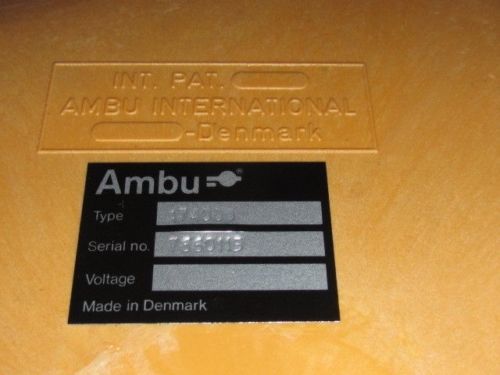 INT. PAT.
AMBU INTERNATIONAL
-Denmark
Ambu
Type
Serial no.
Voltage
Made in Denmark